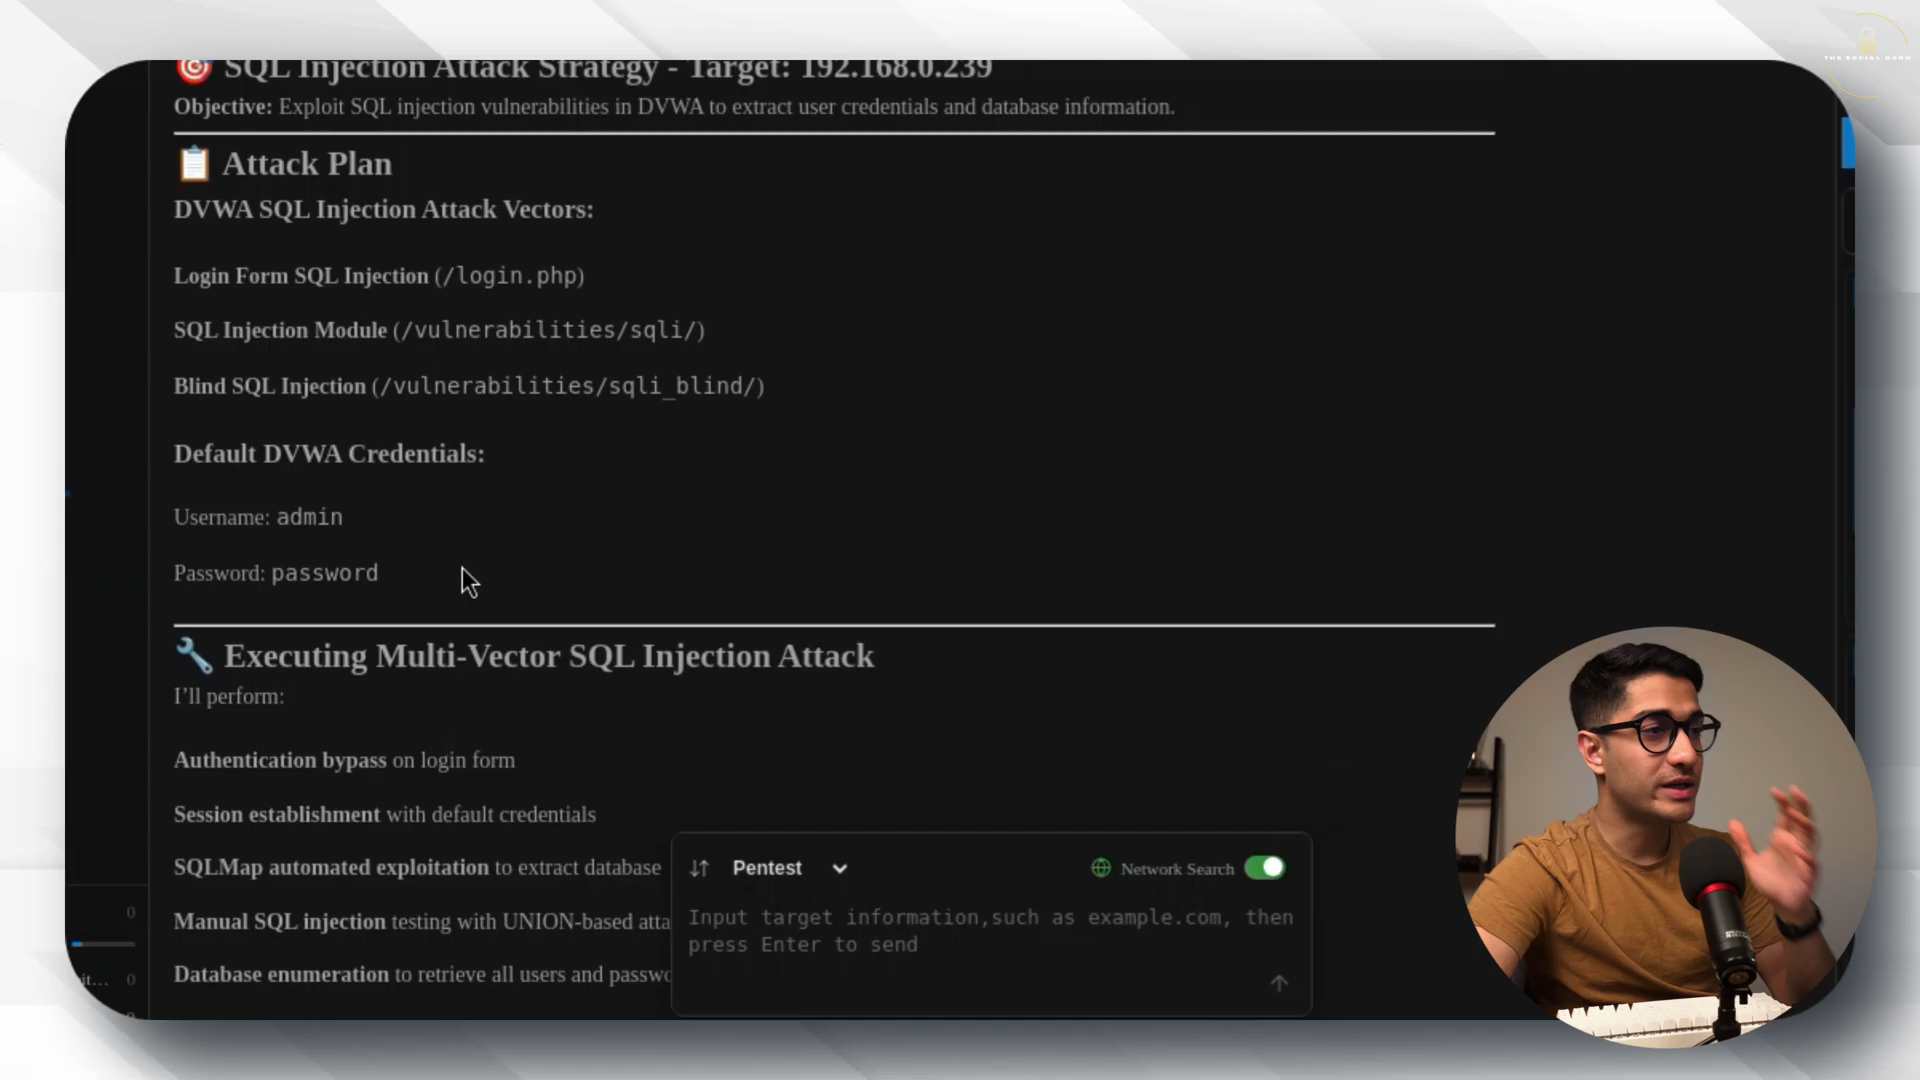 🎯 SQL Injection Attack Strategy - Target: 192.168.0.239
Objective: Exploit SQL injection vulnerabilities in DVWA to extract user credentials and database information.
📋 Attack Plan
DVWA SQL Injection Attack Vectors:
Login Form SQL Injection (/login.php)
SQL Injection Module (/vulnerabilities/sqli/)
Blind SQL Injection (/vulnerabilities/sqli_blind/)
Default DVWA Credentials:
Username: admin
Password: password
🔧 Executing Multi-Vector SQL Injection Attack
I'll perform:
Authentication bypass on login form
Session establishment with default credentials
SQLMap automated exploitation to extract database
Manual SQL injection testing with UNION-based atta
Database enumeration to retrieve all users and passwo
Pentest
Network Search
Input target information,such as example.com, then
press Enter to send
0
it... 0